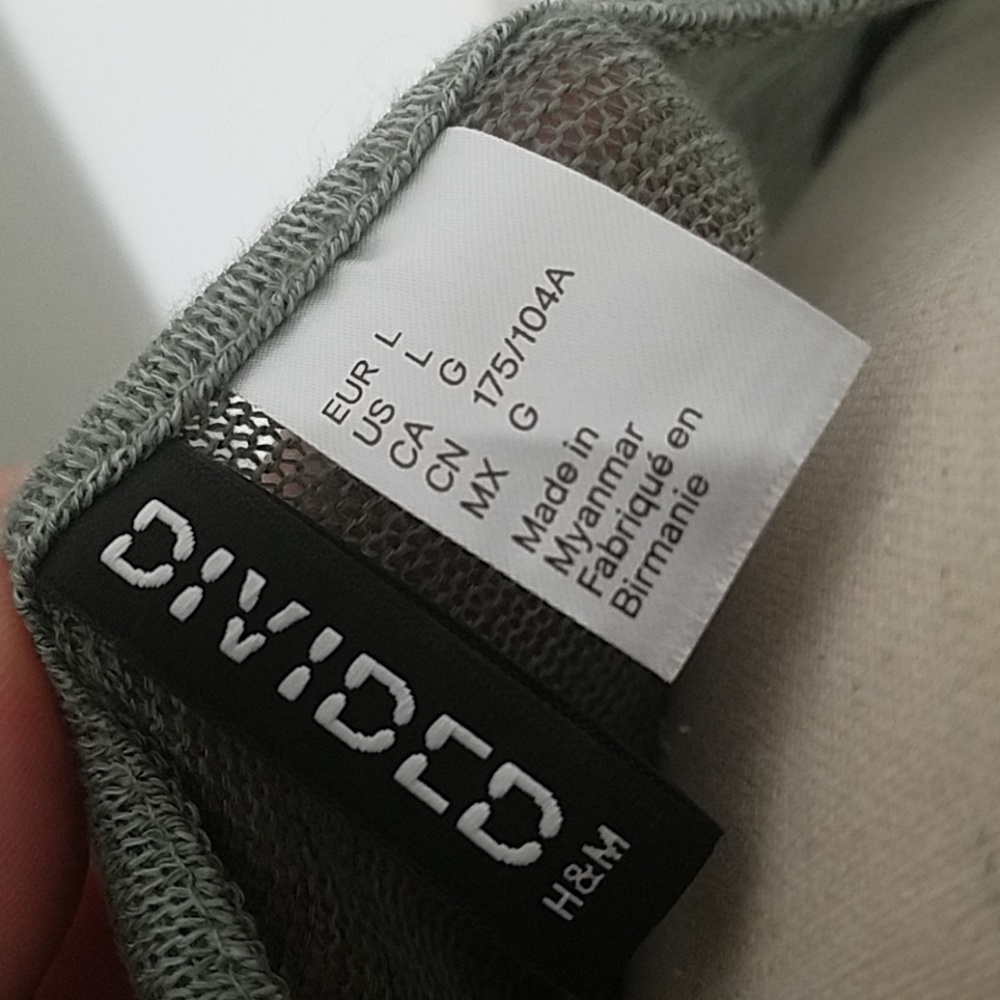 EUR L
US L
CA G
CN 175/104A
MX G
Made in
Myanmar
Fabriqué en
Birmanie
DIVIDED
H&M